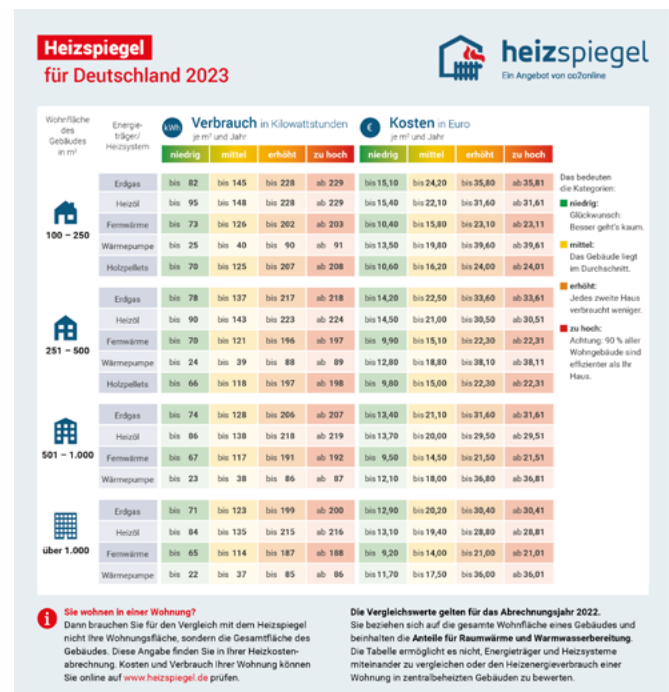 Heizspiegel
für Deutschland 2023
heizspiegel
Ein Angebot von co2online
Wohnfläche des Gebäudes in m²
Energie-träger/ Heizsystem
kWh Verbrauch in Kilowattstunden
je m² und Jahr
€ Kosten in Euro
je m² und Jahr
niedrig mittel erhöht zu hoch niedrig mittel erhöht zu hoch
100 – 250
Erdgas bis 82 bis 145 bis 228 ab 229 bis 15,10 bis 24,20 bis 35,80 ab 35,81
Heizöl bis 95 bis 148 bis 228 ab 229 bis 15,40 bis 22,10 bis 31,60 ab 31,61
Fernwärme bis 73 bis 126 bis 202 ab 203 bis 10,40 bis 15,80 bis 23,10 ab 23,11
Wärmepumpe bis 25 bis 40 bis 90 ab 91 bis 13,50 bis 19,80 bis 39,60 ab 39,61
Holzpellets bis 70 bis 125 bis 207 ab 208 bis 10,60 bis 16,20 bis 24,00 ab 24,01
251 – 500
Erdgas bis 78 bis 137 bis 217 ab 218 bis 14,20 bis 22,50 bis 33,60 ab 33,61
Heizöl bis 90 bis 143 bis 223 ab 224 bis 14,50 bis 21,00 bis 30,50 ab 30,51
Fernwärme bis 70 bis 121 bis 196 ab 197 bis 9,90 bis 15,10 bis 22,30 ab 22,31
Wärmepumpe bis 24 bis 39 bis 88 ab 89 bis 12,80 bis 18,80 bis 38,10 ab 38,11
Holzpellets bis 66 bis 118 bis 197 ab 198 bis 9,80 bis 15,00 bis 22,30 ab 22,31
501 – 1.000
Erdgas bis 74 bis 128 bis 206 ab 207 bis 13,40 bis 21,10 bis 31,60 ab 31,61
Heizöl bis 86 bis 138 bis 218 ab 219 bis 13,70 bis 20,00 bis 29,50 ab 29,51
Fernwärme bis 67 bis 117 bis 191 ab 192 bis 9,50 bis 14,50 bis 21,50 ab 21,51
Wärmepumpe bis 23 bis 38 bis 86 ab 87 bis 12,10 bis 18,00 bis 36,80 ab 36,81
über 1.000
Erdgas bis 71 bis 123 bis 199 ab 200 bis 12,90 bis 20,20 bis 30,40 ab 30,41
Heizöl bis 84 bis 135 bis 215 ab 216 bis 13,10 bis 19,40 bis 28,80 ab 28,81
Fernwärme bis 65 bis 114 bis 187 ab 188 bis 9,20 bis 14,00 bis 21,00 ab 21,01
Wärmepumpe bis 22 bis 37 bis 85 ab 86 bis 11,70 bis 17,50 bis 36,00 ab 36,01
Das bedeuten
die Kategorien:
niedrig:
Glückwunsch:
Besser geht's kaum.
mittel:
Das Gebäude liegt
im Durchschnitt.
erhöht:
Jedes zweite Haus
verbraucht weniger.
zu hoch:
Achtung: 90 % aller
Wohngebäude sind
effizienter als Ihr
Haus.
i Sie wohnen in einer Wohnung?
Dann brauchen Sie für den Vergleich mit dem Heizspiegel
nicht Ihre Wohnungsfläche, sondern die Gesamtfläche des
Gebäudes. Diese Angabe finden Sie in Ihrer Heizkosten-
abrechnung. Kosten und Verbrauch Ihrer Wohnung können
Sie online auf www.heizspiegel.de prüfen.
Die Vergleichswerte gelten für das Abrechnungsjahr 2022.
Sie beziehen sich auf die gesamte Wohnfläche eines Gebäudes und
beinhalten die Anteile für Raumwärme und Warmwasserbereitung.
Die Tabelle ermöglicht es nicht, Energieträger und Heizsysteme
miteinander zu vergleichen oder den Heizenergieverbrauch einer
Wohnung in zentralbeheizten Gebäuden zu bewerten.